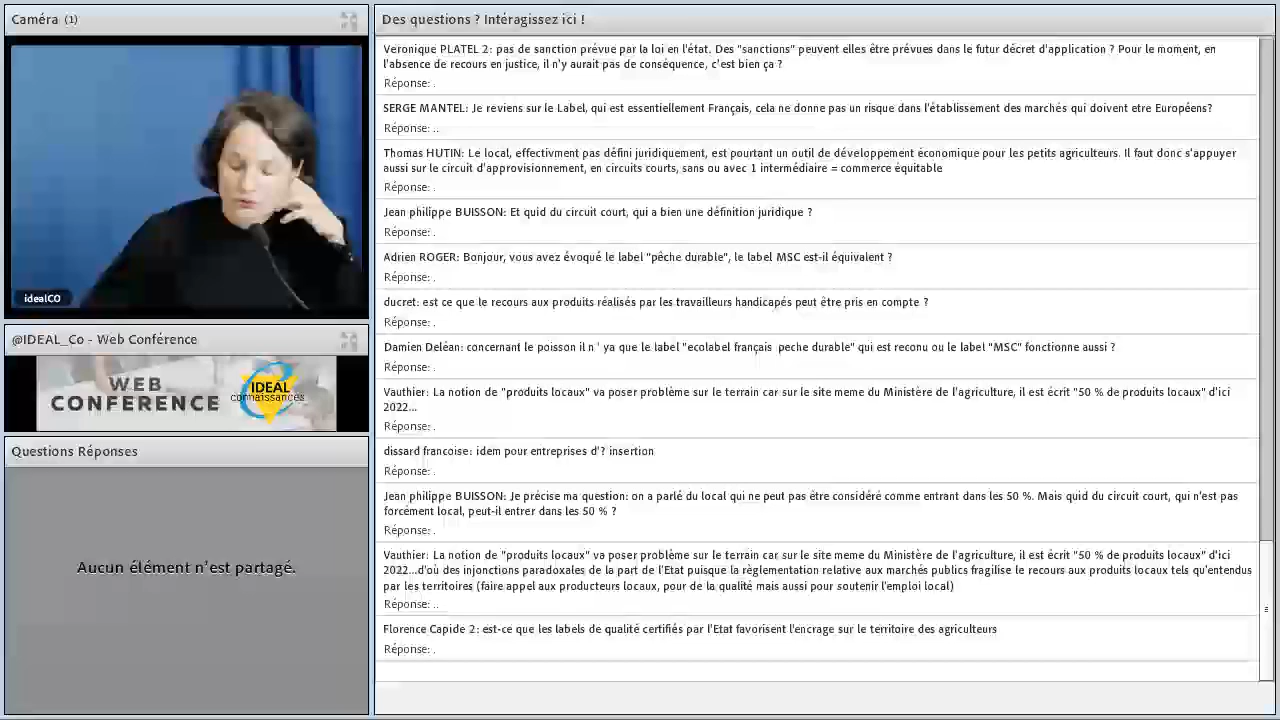 Caméra (1)
idealCO
@IDEAL_Co - Web Conférence
WEB
CONFERENCE
IDEAL
connaissances
Questions Réponses
Aucun élément n'est partagé.
Des questions ? Intéragissez ici !
Veronique PLATEL 2: pas de sanction prévue par la loi en l'état. Des "sanctions" peuvent elles être prévues dans le futur décret d'application ? Pour le moment, en
l'absence de recours en justice, il n'y aurait pas de conséquence, c'est bien ça ?
Réponse: .
SERGE MANTEL: Je reviens sur le Label, qui est essentiellement Français, cela ne donne pas un risque dans l'établissement des marchés qui doivent etre Européens?
Réponse: ..
Thomas HUTIN: Le local, effectivment pas défini juridiquement, est pourtant un outil de développement économique pour les petits agriculteurs. Il faut donc s'appuyer
aussi sur le circuit d'approvisionnement, en circuits courts, sans ou avec 1 intermédiaire = commerce équitable
Réponse: .
Jean philippe BUISSON: Et quid du circuit court, qui a bien une définition juridique ?
Réponse: .
Adrien ROGER: Bonjour, vous avez évoqué le label "pêche durable", le label MSC est-il équivalent ?
Réponse: .
ducret: est ce que le recours aux produits réalisés par les travailleurs handicapés peut être pris en compte ?
Réponse: .
Damien Deléan: concernant le poisson il n ' ya que le label "ecolabel français peche durable" qui est reconu ou le label "MSC" fonctionne aussi ?
Réponse: .
Vauthier: La notion de "produits locaux" va poser problème sur le terrain car sur le site meme du Ministère de l'agriculture, il est écrit "50 % de produits locaux" d'ici
2022...
Réponse: .
dissard francoise: idem pour entreprises d'? insertion
Réponse: .
Jean philippe BUISSON: Je précise ma question: on a parlé du local qui ne peut pas être considéré comme entrant dans les 50 %. Mais quid du circuit court, qui n'est pas
forcément local, peut-il entrer dans les 50 % ?
Réponse: .
Vauthier: La notion de "produits locaux" va poser problème sur le terrain car sur le site meme du Ministère de l'agriculture, il est écrit "50 % de produits locaux" d'ici
2022...d'où des injonctions paradoxales de la part de l'Etat puisque la règlementation relative aux marchés publics fragilise le recours aux produits locaux tels qu'entendus
par les territoires (faire appel aux producteurs locaux, pour de la qualité mais aussi pour soutenir l'emploi local)
Réponse: ..
Florence Capide 2: est-ce que les labels de qualité certifiés par l'Etat favorisent l'encrage sur le territoire des agriculteurs
Réponse: .